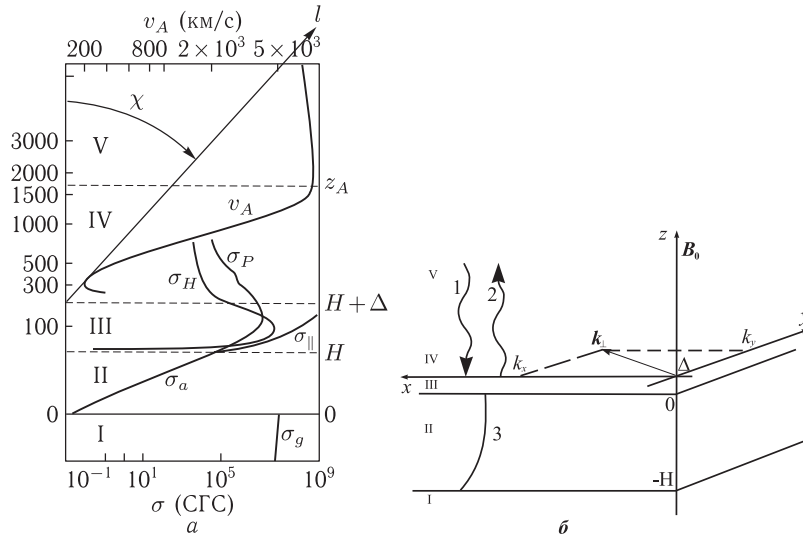 v_A (км/с)
200 800 2 × 10³ 5 × 10³
l
χ
V
3000
2000
1500
z_A
v_A
IV
1000
500
300
σ_H σ_P
H + Δ
III
100
σ_∥
H
II
σ_a
0 0
I
σ_g
10⁻¹ 10¹ 10⁵ 10⁹
σ (СГС)
а
z
B₀
V
1 2
k_x k_⊥ k_y
IV
x
Δ
III
0
II
3
-H
I
б